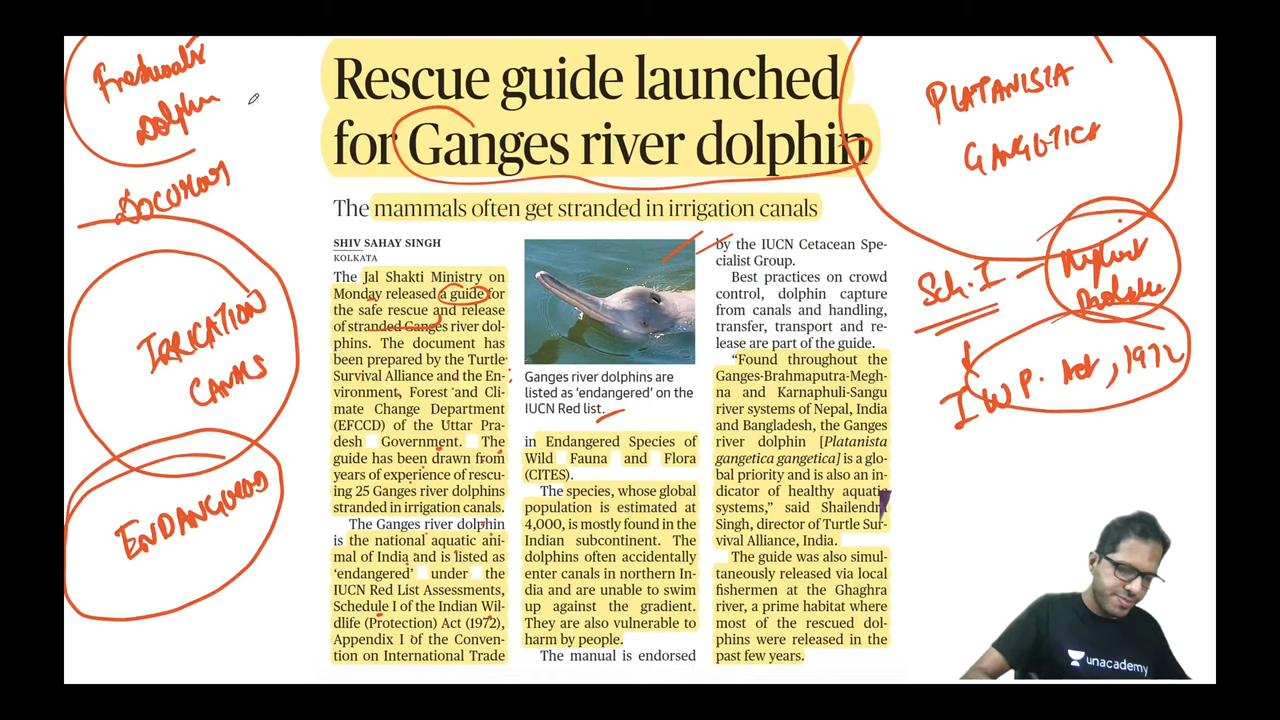 Rescue guide launched
for Ganges river dolphin
The mammals often get stranded in irrigation canals
SHIV SAHAY SINGH
KOLKATA
The Jal Shakti Ministry on
Monday released a guide for
the safe rescue and release
of stranded Ganges river dol-
phins. The document has
been prepared by the Turtle
Survival Alliance and the En-
vironment, Forest and Cli-
mate Change Department
(EFCCD) of the Uttar Pra-
desh Government. The
guide has been drawn from
years of experience of rescu-
ing 25 Ganges river dolphins
stranded in irrigation canals.
The Ganges river dolphin
is the national aquatic ani-
mal of India and is listed as
‘endangered’ under the
IUCN Red List Assessments,
Schedule I of the Indian Wil-
dlife (Protection) Act (1972),
Appendix I of the Conven-
tion on International Trade
Ganges river dolphins are
listed as ‘endangered’ on the
IUCN Red list.
in Endangered Species of
Wild Fauna and Flora
(CITES).
The species, whose global
population is estimated at
4,000, is mostly found in the
Indian subcontinent. The
dolphins often accidentally
enter canals in northern In-
dia and are unable to swim
up against the gradient.
They are also vulnerable to
harm by people.
The manual is endorsed
by the IUCN Cetacean Spe-
cialist Group.
Best practices on crowd
control, dolphin capture
from canals and handling,
transfer, transport and re-
lease are part of the guide.
“Found throughout the
Ganges-Brahmaputra-Megh-
na and Karnaphuli-Sangu
river systems of Nepal, India
and Bangladesh, the Ganges
river dolphin [Platanista
gangetica gangetica] is a glo-
bal priority and is also an in-
dicator of healthy aquatic
systems,” said Shailendra
Singh, director of Turtle Sur-
vival Alliance, India.
The guide was also simul-
taneously released via local
fishermen at the Ghaghra
river, a prime habitat where
most of the rescued dol-
phins were released in the
past few years.
Dolphin
IRRIGATION
CANALS
ENDANGERED
PLATANISTA
GANGETICA
Sch. I -
I W P. Act, 1972
unacademy